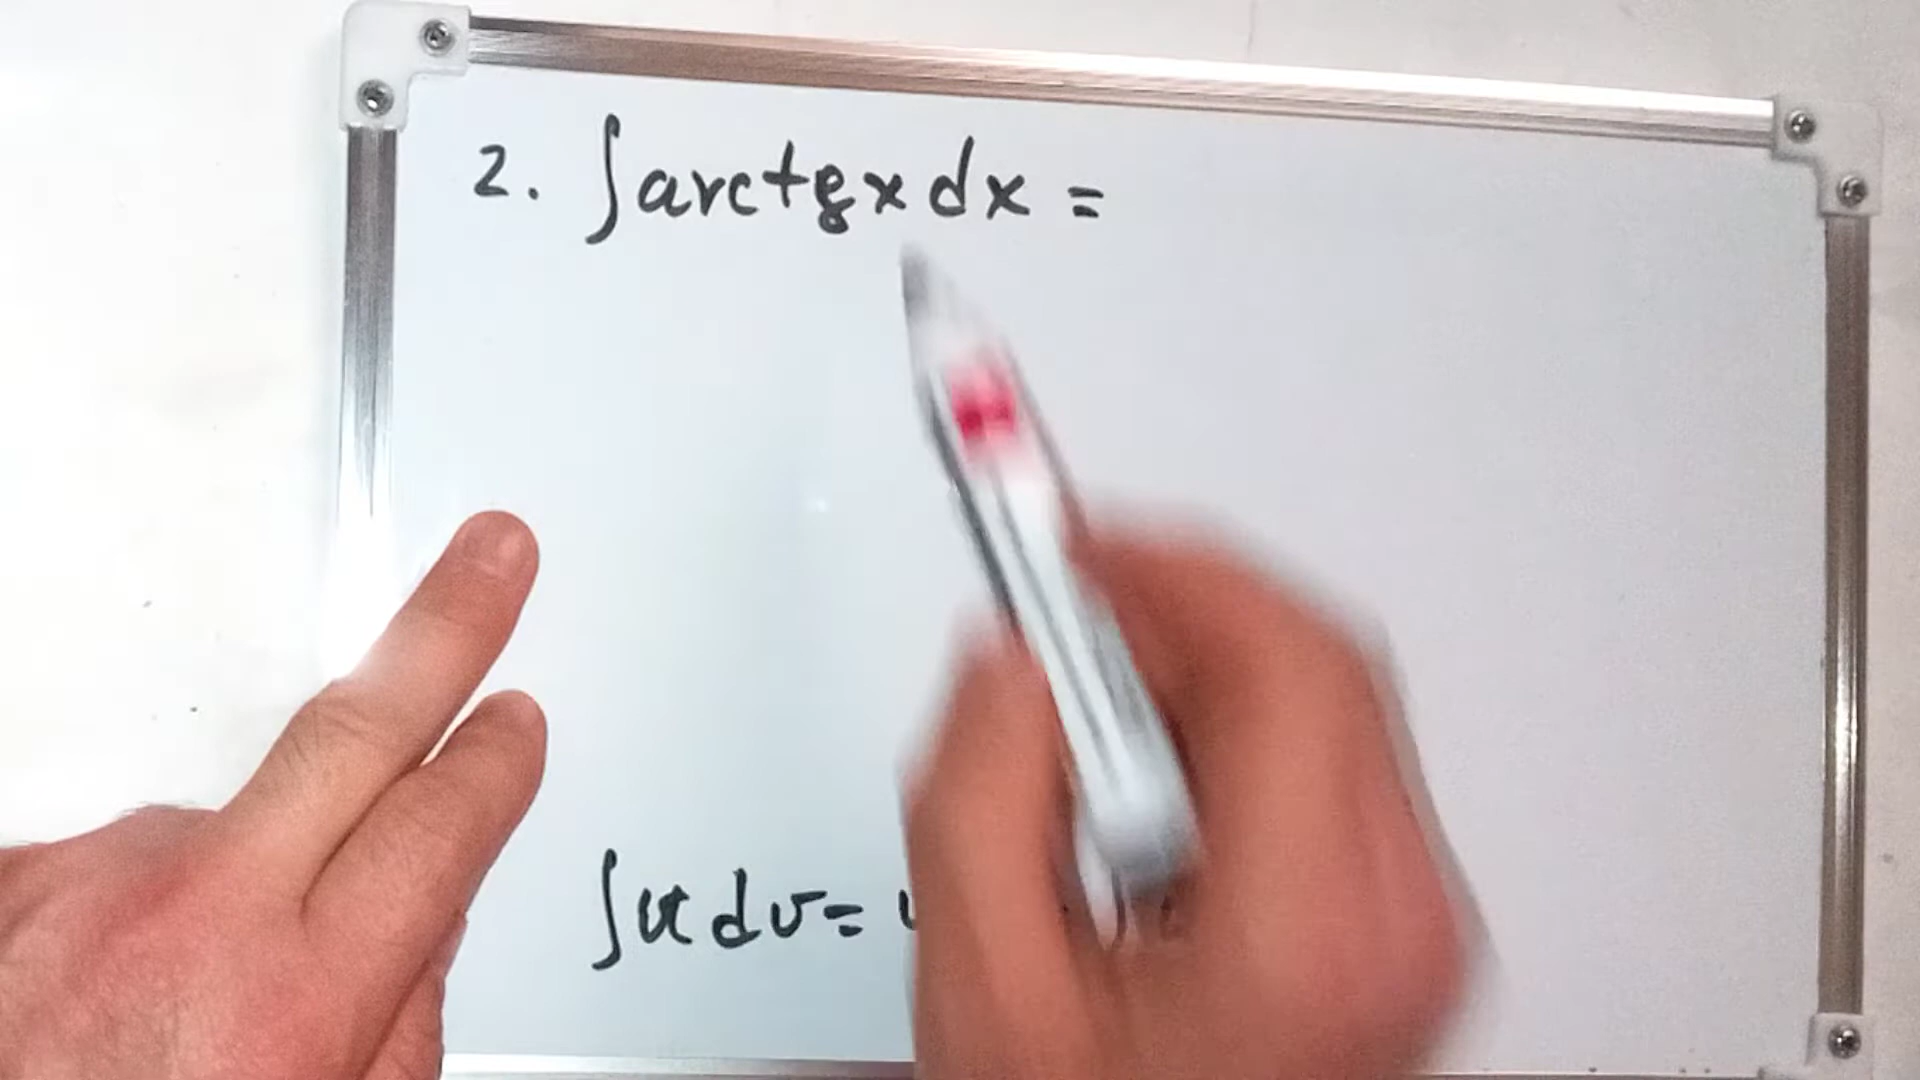 2. ∫arctgx dx =
∫u dv =